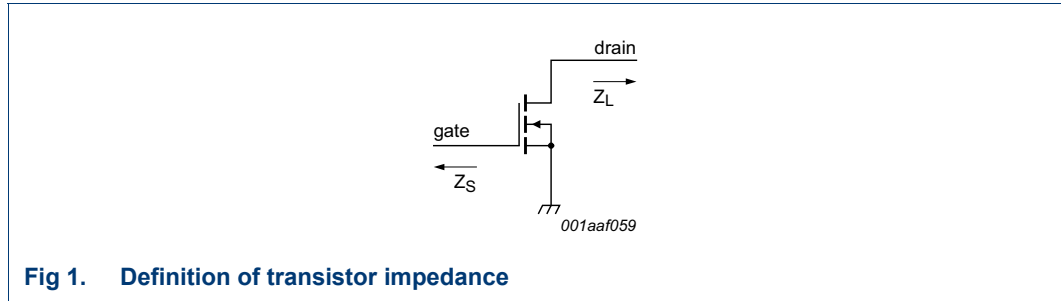 drain
Z_L
gate
Z_S
001aaf059
Fig 1. Definition of transistor impedance